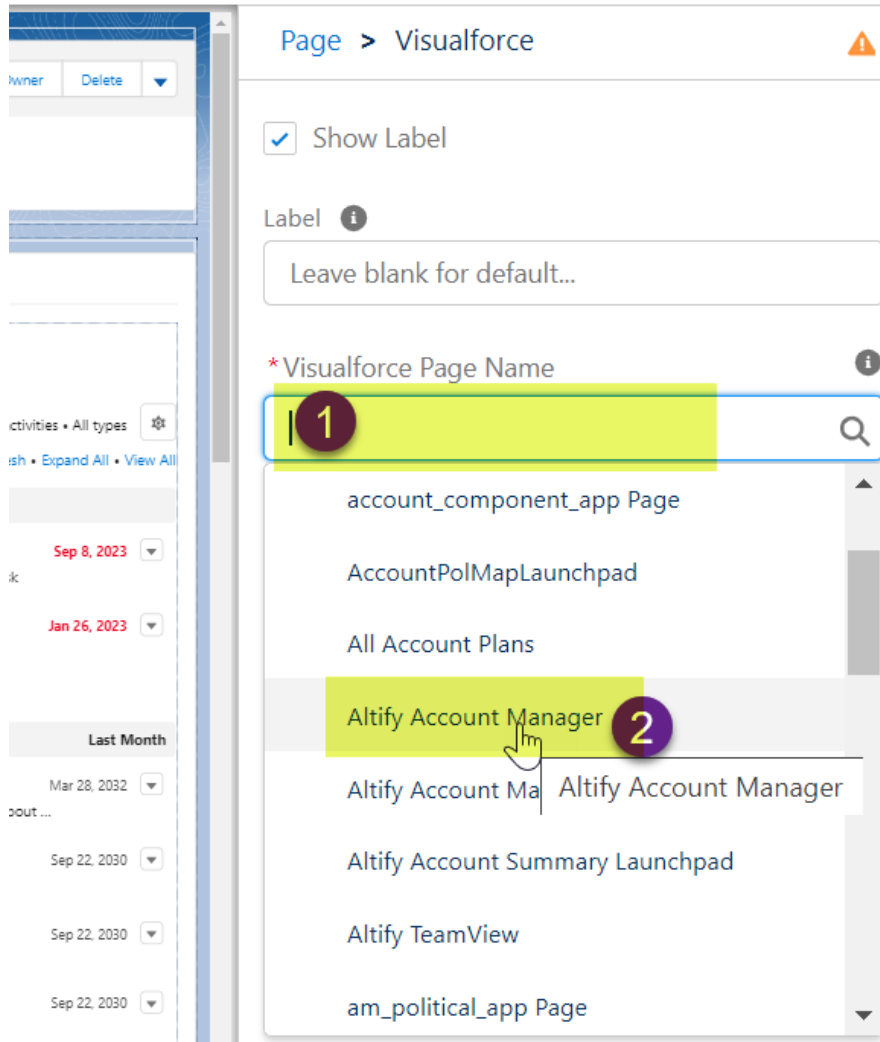 Owner
Delete
ctivities • All types
esh • Expand All • View All
Sep 8, 2023
sk
Jan 26, 2023
Last Month
Mar 28, 2032
bout ...
Sep 22, 2030
Sep 22, 2030
Sep 22, 2030
Page > Visualforce
Show Label
Label
Leave blank for default...
*Visualforce Page Name
1
account_component_app Page
AccountPolMapLaunchpad
All Account Plans
Altify Account Manager
2
Altify Account Ma
Altify Account Manager
Altify Account Summary Launchpad
Altify TeamView
am_political_app Page